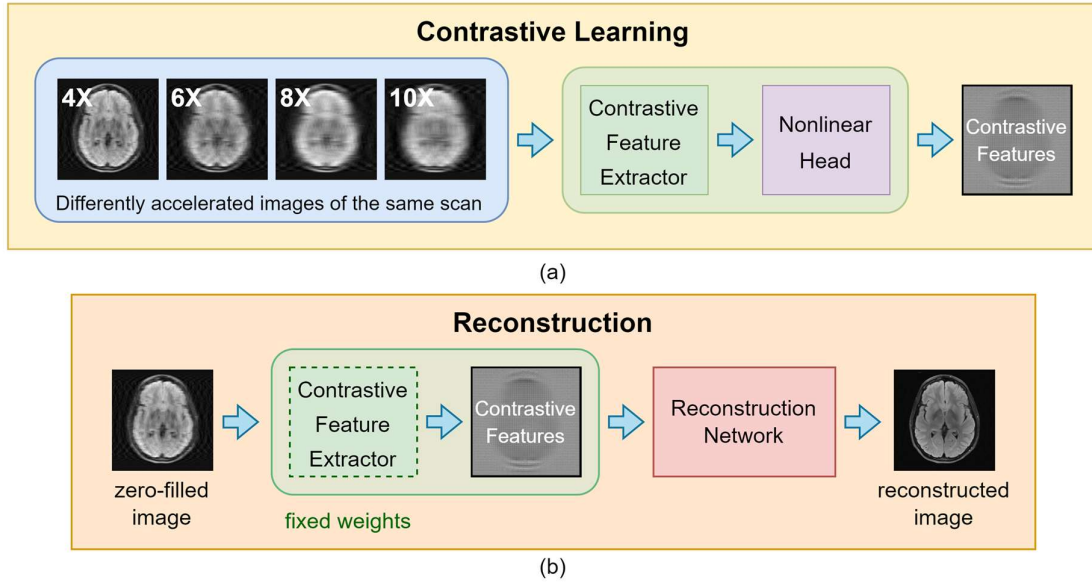 Contrastive Learning
4X 6X 8X 10X
Differently accelerated images of the same scan
Contrastive
Feature
Extractor
Nonlinear
Head
Contrastive
Features
(a)
Reconstruction
zero-filled
image
Contrastive
Feature
Extractor
fixed weights
Contrastive
Features
Reconstruction
Network
reconstructed
image
(b)